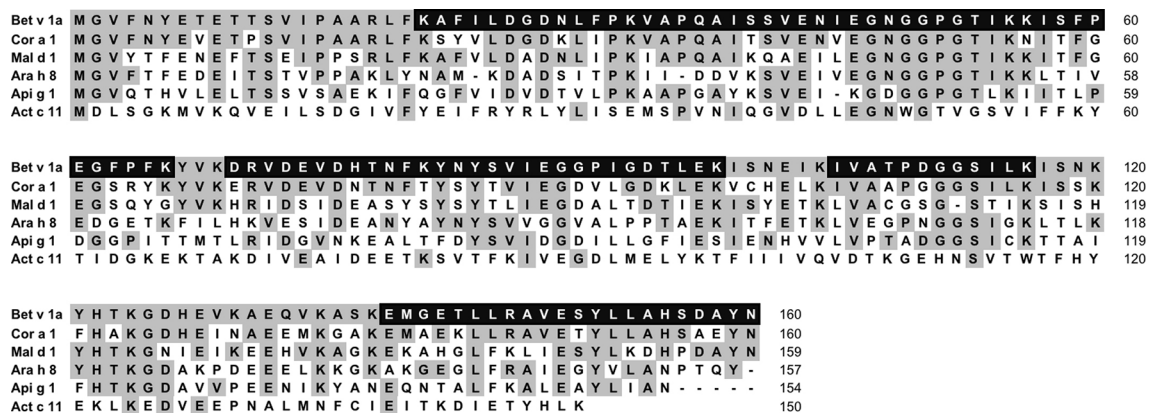 Bet v 1a M G V F N Y E T E T T S V I P A A R L F K A F I L D G D N L F P K V A P Q A I S S V E N I E G N G G P G T I K K I S F P 60
Cor a 1 M G V F N Y E V E T P S V I P A A R L F K S Y V L D G D K L I P K V A P Q A I T S V E N V E G N G G P G T I K N I T F G 60
Mal d 1 M G V Y T F E N E F T S E I P P S R L F K A F V L D A D N L I P K I A P Q A I K Q A E I L E G N G G P G T I K K I T F G 60
Ara h 8 M G V F T F E D E I T S T V P P A K L Y N A M - K D A D S I T P K I I - D D V K S V E I V E G N G G P G T I K K L T I V 58
Api g 1 M G V Q T H V L E L T S S V S A E K I F Q G F V I D V D T V L P K A A P G A Y K S V E I - K G D G G P G T L K I I T L P 59
Act c 11 M D L S G K M V K Q V E I L S D G I V F Y E I F R Y R L Y L I S E M S P V N I Q G V D L L E G N W G T V G S V I F F K Y 60
Bet v 1a E G F P F K Y V K D R V D E V D H T N F K Y N Y S V I E G G P I G D T L E K I S N E I K I V A T P D G G S I L K I S N K 120
Cor a 1 E G S R Y K Y V K E R V D E V D N T N F T Y S Y T V I E G D V L G D K L E K V C H E L K I V A A P G G G S I L K I S S K 120
Mal d 1 E G S Q Y G Y V K H R I D S I D E A S Y S Y S Y T L I E G D A L T D T I E K I S Y E T K L V A C G S G - S T I K S I S H 119
Ara h 8 E D G E T K F I L H K V E S I D E A N Y A Y N Y S V V G G V A L P P T A E K I T F E T K L V E G P N G G S I G K L T L K 118
Api g 1 D G G P I T T M T L R I D G V N K E A L T F D Y S V I D G D I L L G F I E S I E N H V V L V P T A D G G S I C K T T A I 119
Act c 11 T I D G K E K T A K D I V E A I D E E T K S V T F K I V E G D L M E L Y K T F I I I V Q V D T K G E H N S V T W T F H Y 120
Bet v 1a Y H T K G D H E V K A E Q V K A S K E M G E T L L R A V E S Y L L A H S D A Y N 160
Cor a 1 F H A K G D H E I N A E E M K G A K E M A E K L L R A V E T Y L L A H S A E Y N 160
Mal d 1 Y H T K G N I E I K E E H V K A G K E K A H G L F K L I E S Y L K D H P D A Y N 159
Ara h 8 Y H T K G D A K P D E E E L K K G K A K G E G L F R A I E G Y V L A N P T Q Y - 157
Api g 1 F H T K G D A V V P E E N I K Y A N E Q N T A L F K A L E A Y L I A N - - - - - 154
Act c 11 E K L K E D V E E P N A L M N F C I E I T K D I E T Y H L K 150